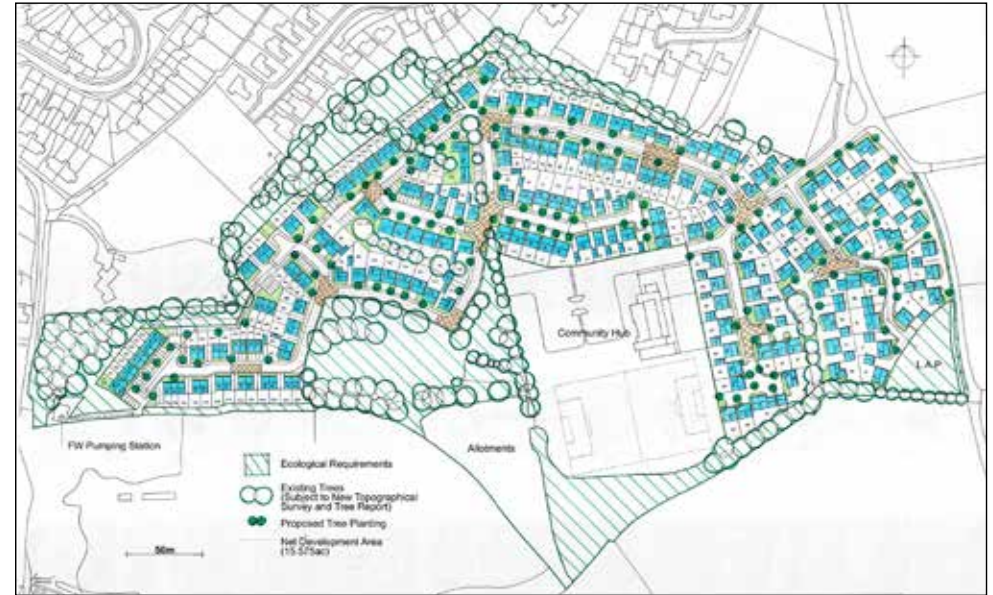 Community Hub
L.A.P
FW Pumping Station
Allotments
Ecological Requirements
Existing Trees
(Subject to New Topographical
Survey and Tree Report)
Proposed Tree Planting
Net Development Area
(15.575ac)
50m